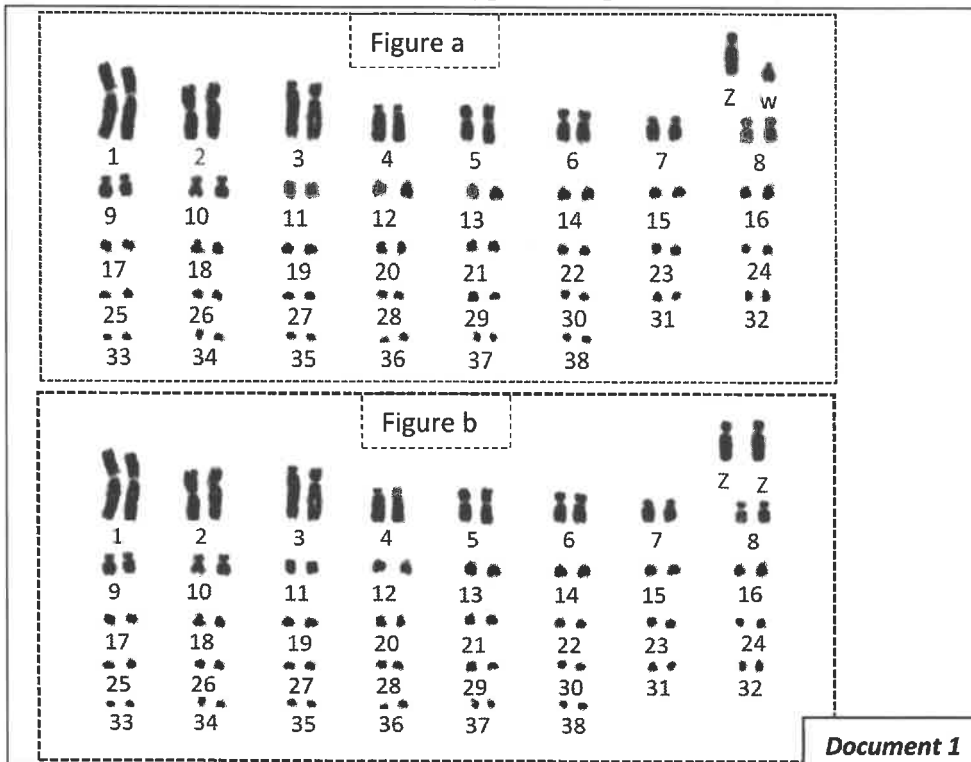 Figure a
Z w
1 2 3 4 5 6 7 8
9 10 11 12 13 14 15 16
17 18 19 20 21 22 23 24
25 26 27 28 29 30 31 32
33 34 35 36 37 38
Figure b
Z Z
1 2 3 4 5 6 7 8
9 10 11 12 13 14 15 16
17 18 19 20 21 22 23 24
25 26 27 28 29 30 31 32
33 34 35 36 37 38
Document 1